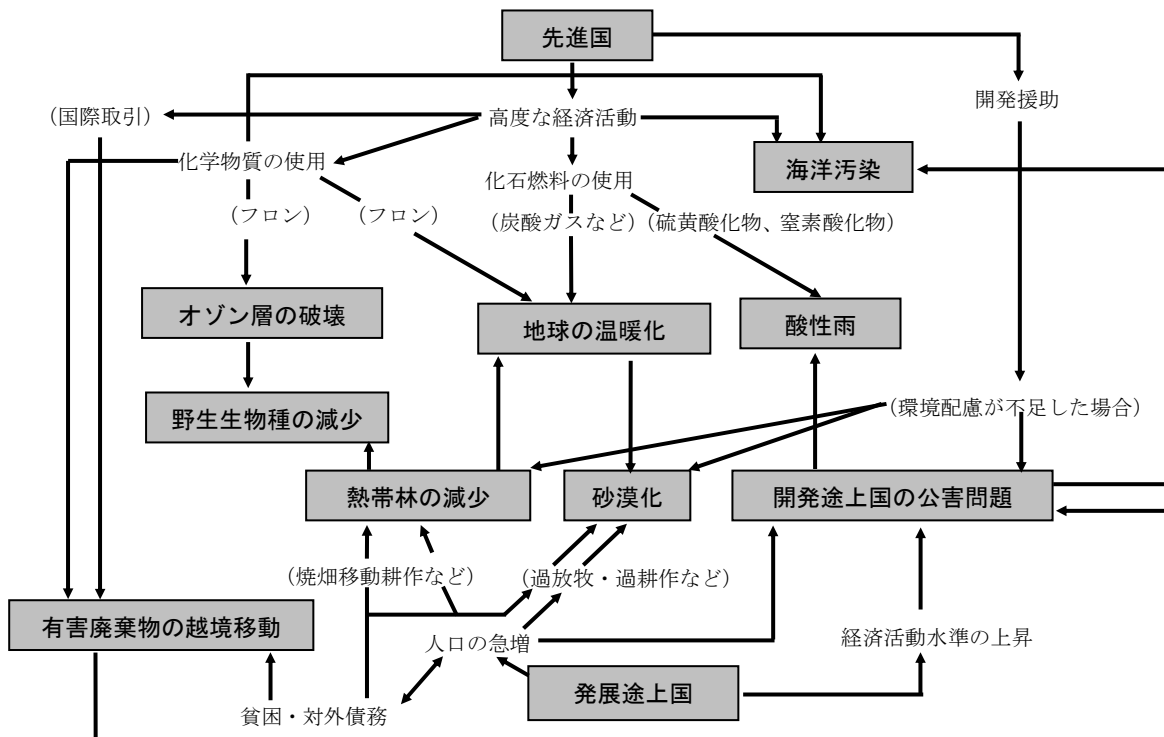 先進国
開発援助
(国際取引)
高度な経済活動
化学物質の使用
海洋汚染
化石燃料の使用
(フロン)
(フロン)
(炭酸ガスなど)
(硫黄酸化物、窒素酸化物)
オゾン層の破壊
地球の温暖化
酸性雨
野生生物種の減少
(環境配慮が不足した場合)
熱帯林の減少
砂漠化
開発途上国の公害問題
(焼畑移動耕作など)
(過放牧・過耕作など)
有害廃棄物の越境移動
人口の急増
経済活動水準の上昇
発展途上国
貧困・対外債務